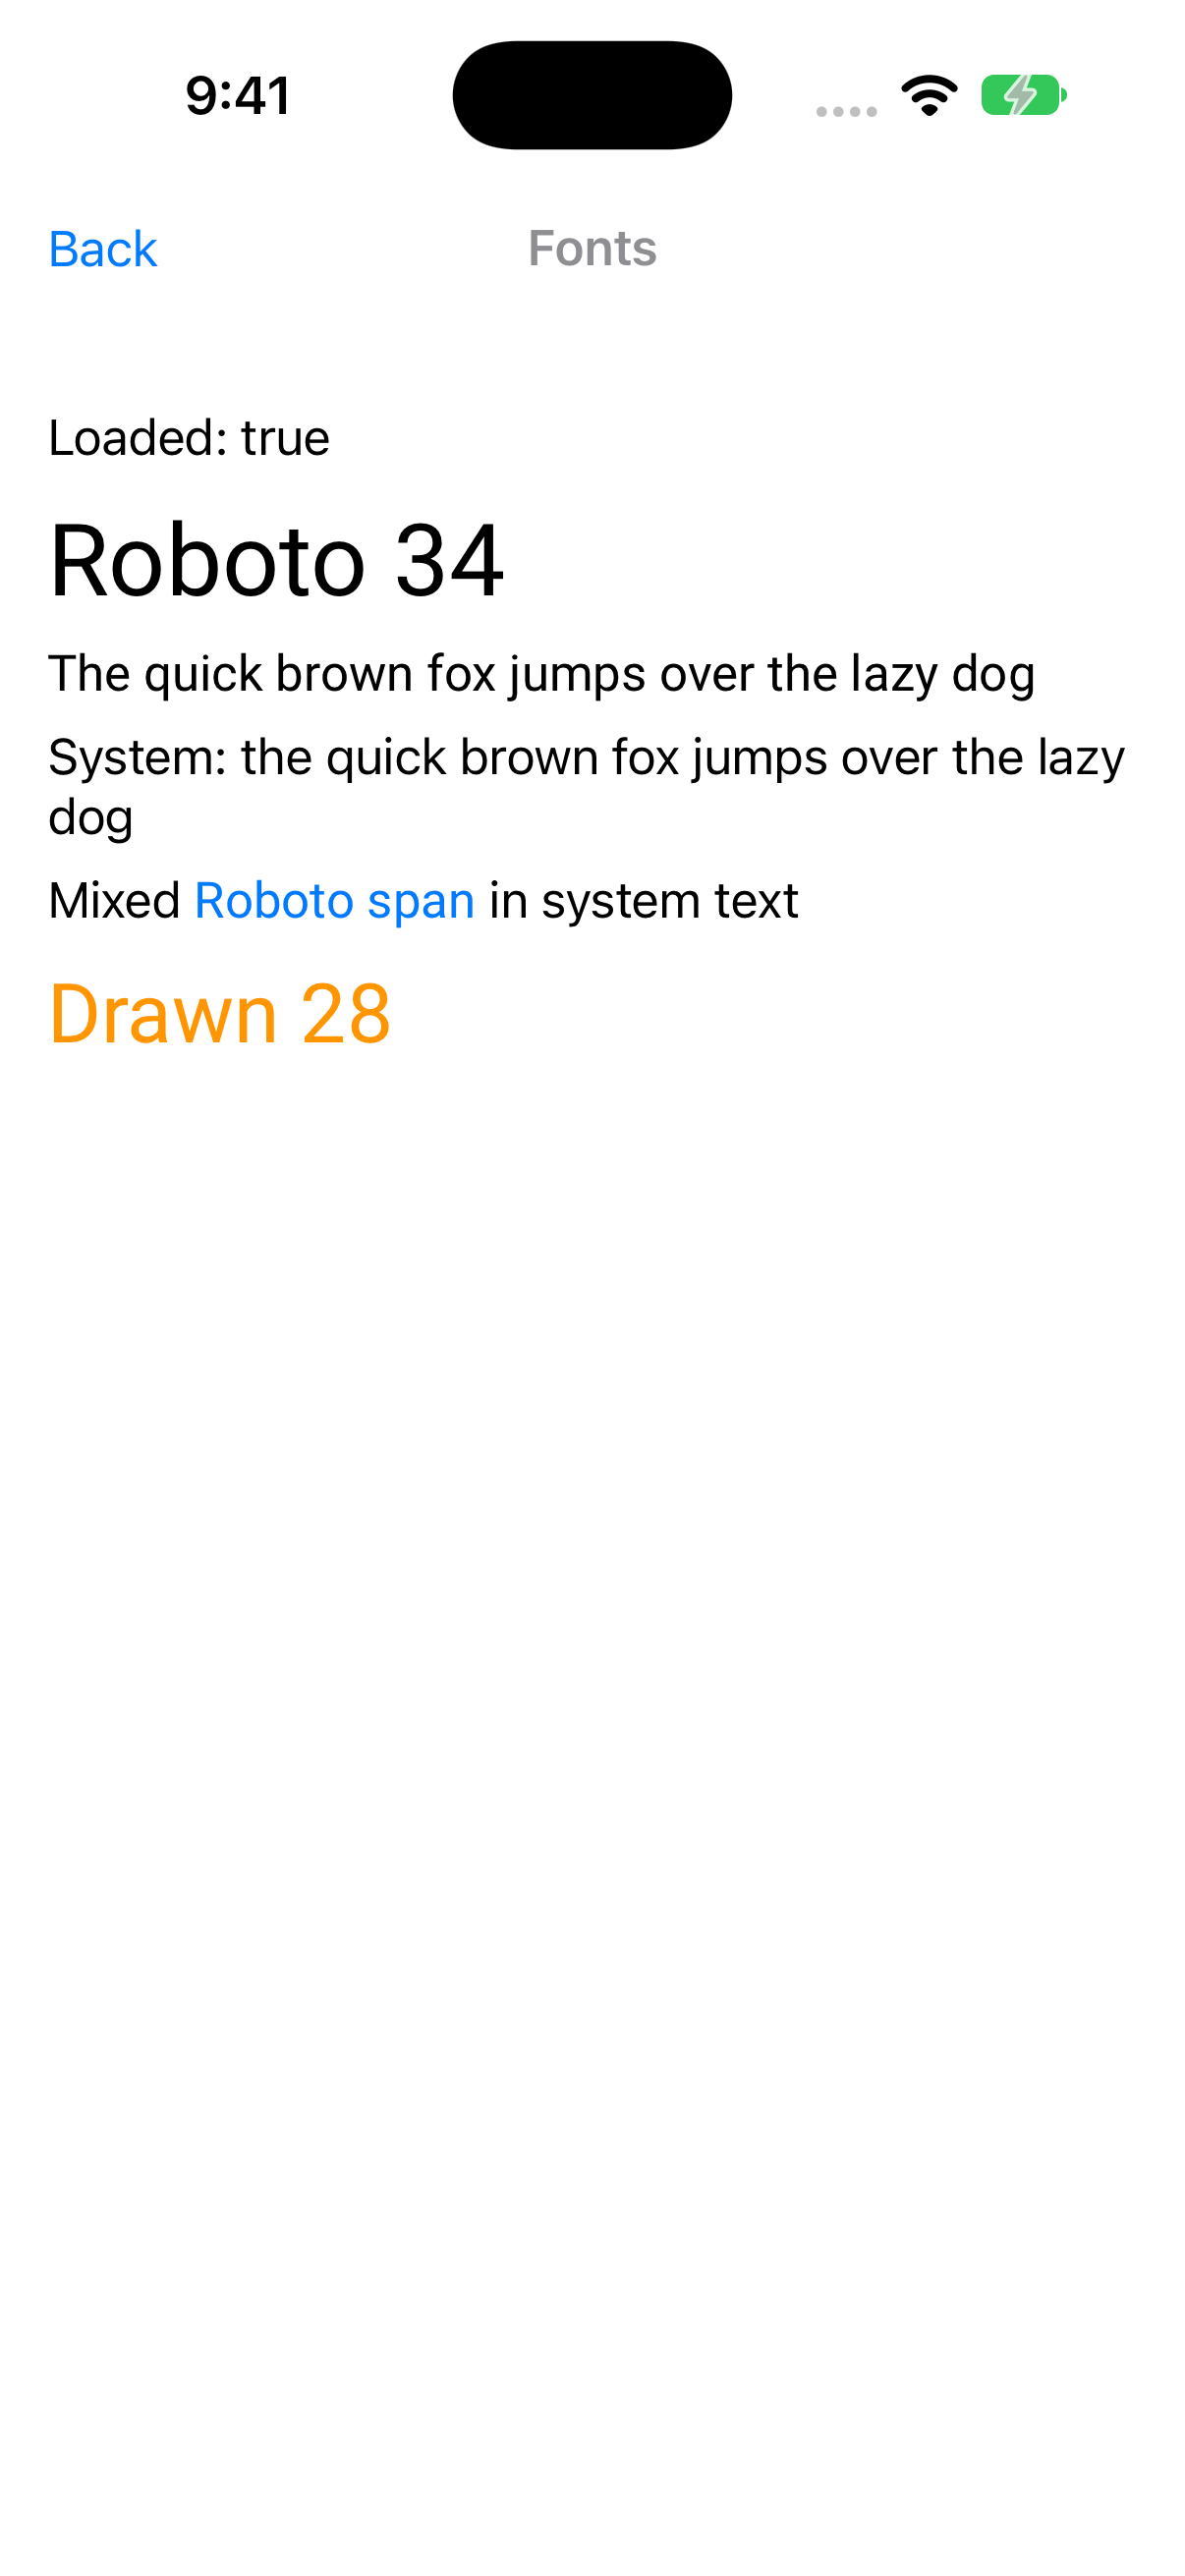 9:41
Back Fonts
Loaded: true
Roboto 34
The quick brown fox jumps over the lazy dog
System: the quick brown fox jumps over the lazy
dog
Mixed Roboto span in system text
Drawn 28